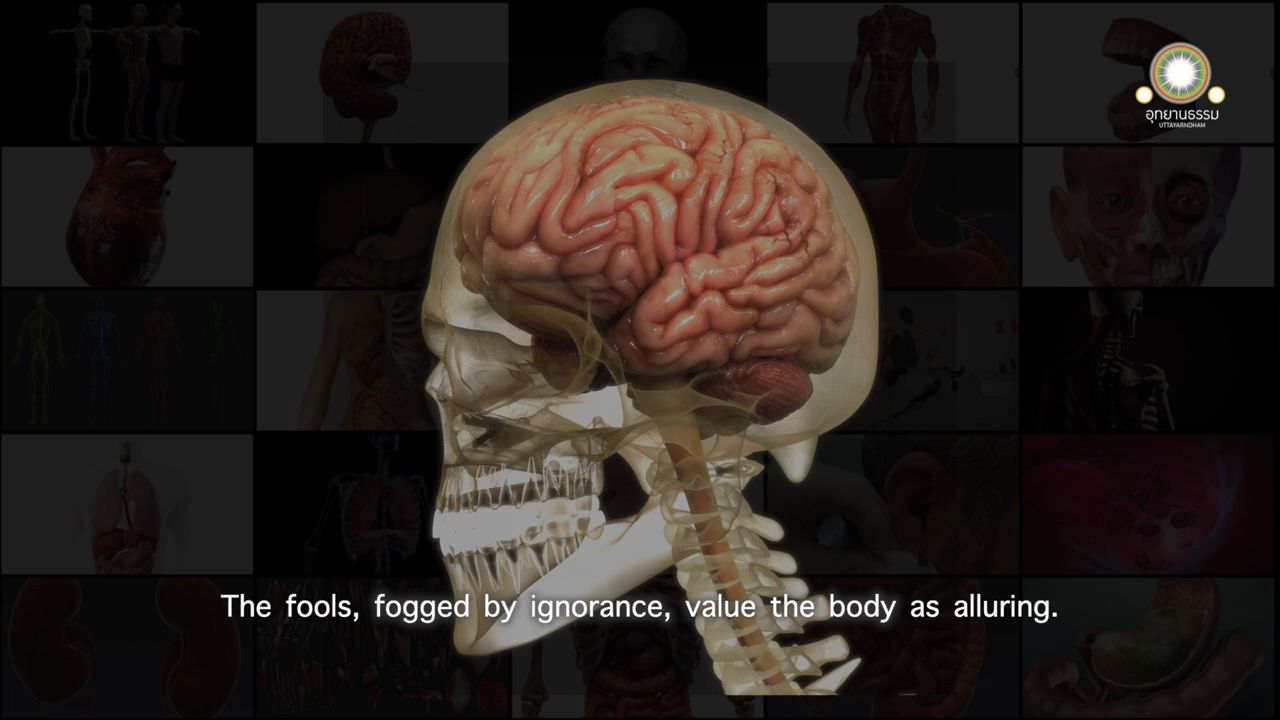 อุทยานธรรม
UTTAYARNDHAM
The fools, fogged by ignorance, value the body as alluring.